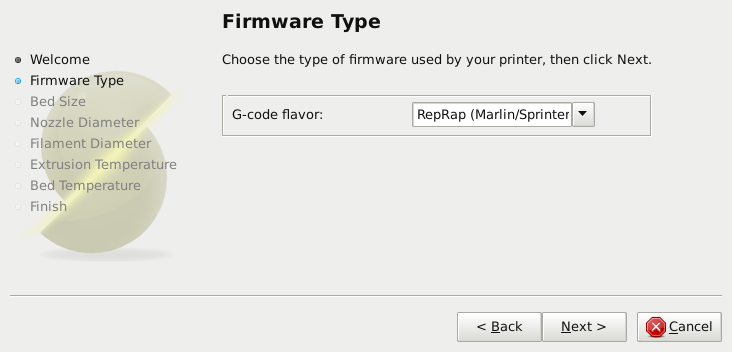 Firmware Type
Welcome
Firmware Type
Bed Size
Nozzle Diameter
Filament Diameter
Extrusion Temperature
Bed Temperature
Finish
Choose the type of firmware used by your printer, then click Next.
G-code flavor:
RepRap (Marlin/Sprinter
< Back
Next >
Cancel